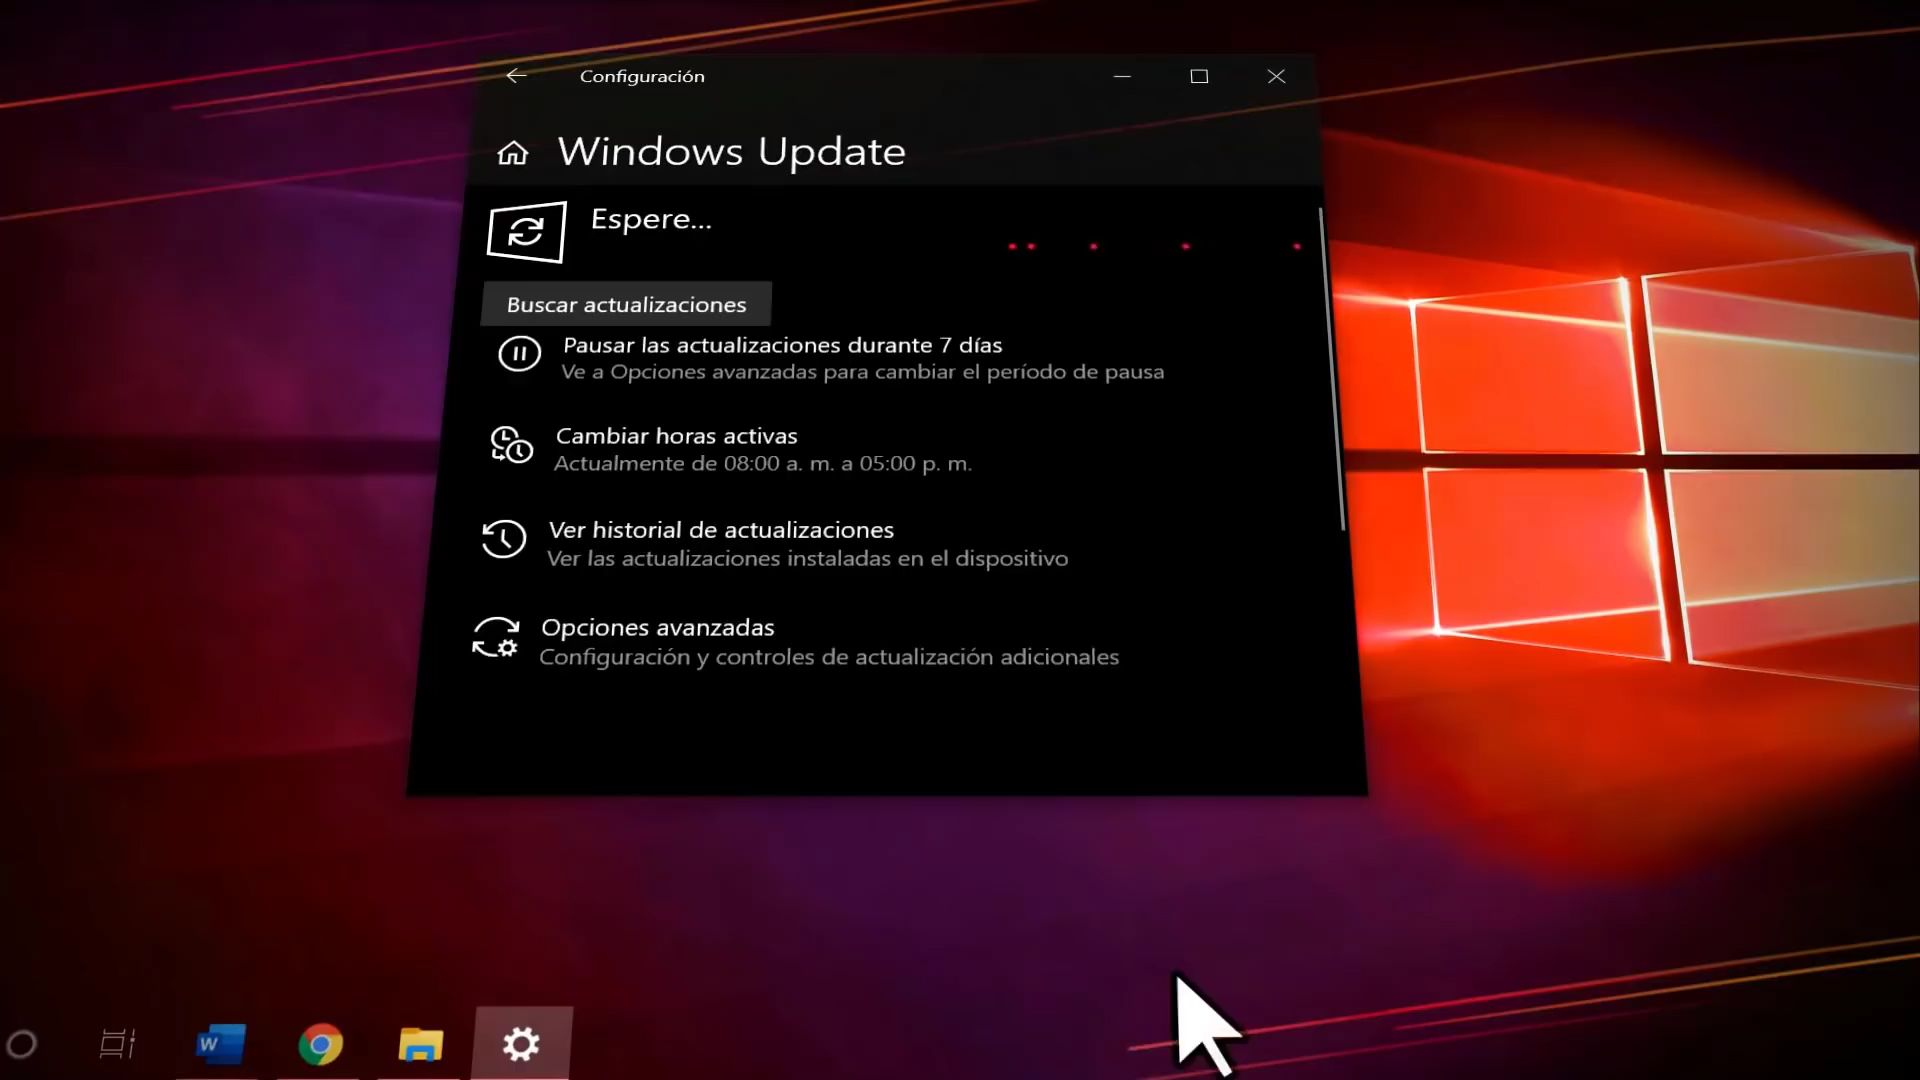 Configuración
Windows Update
Espere...
Buscar actualizaciones
Pausar las actualizaciones durante 7 días
Ve a Opciones avanzadas para cambiar el período de pausa
Cambiar horas activas
Actualmente de 08:00 a. m. a 05:00 p. m.
Ver historial de actualizaciones
Ver las actualizaciones instaladas en el dispositivo
Opciones avanzadas
Configuración y controles de actualización adicionales
W